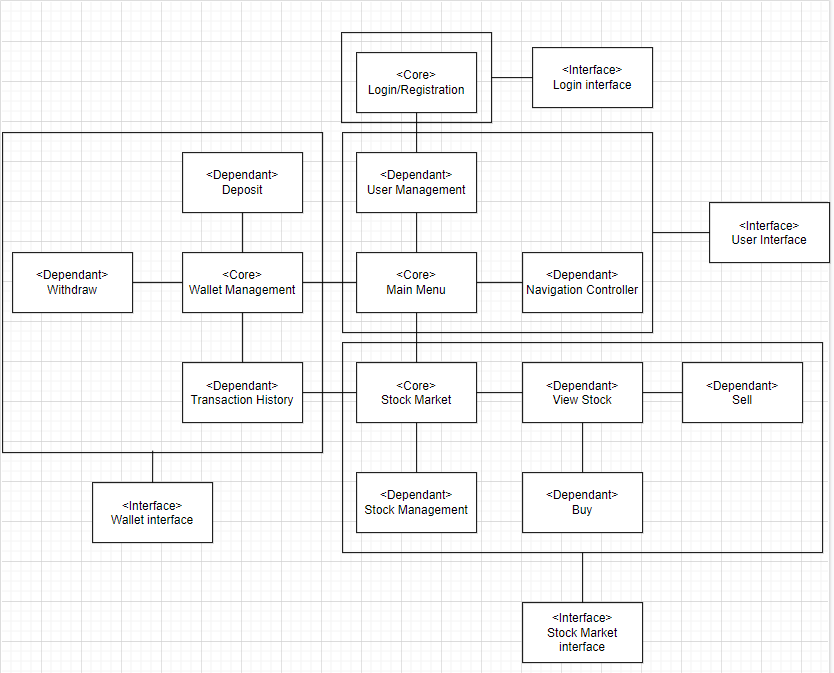 <Core>
Login/Registration
<Interface>
Login interface
<Dependant>
Deposit
<Dependant>
User Management
<Interface>
User Interface
<Dependant>
Withdraw
<Core>
Wallet Management
<Core>
Main Menu
<Dependant>
Navigation Controller
<Dependant>
Transaction History
<Core>
Stock Market
<Dependant>
View Stock
<Dependant>
Sell
<Interface>
Wallet interface
<Dependant>
Stock Management
<Dependant>
Buy
<Interface>
Stock Market
interface